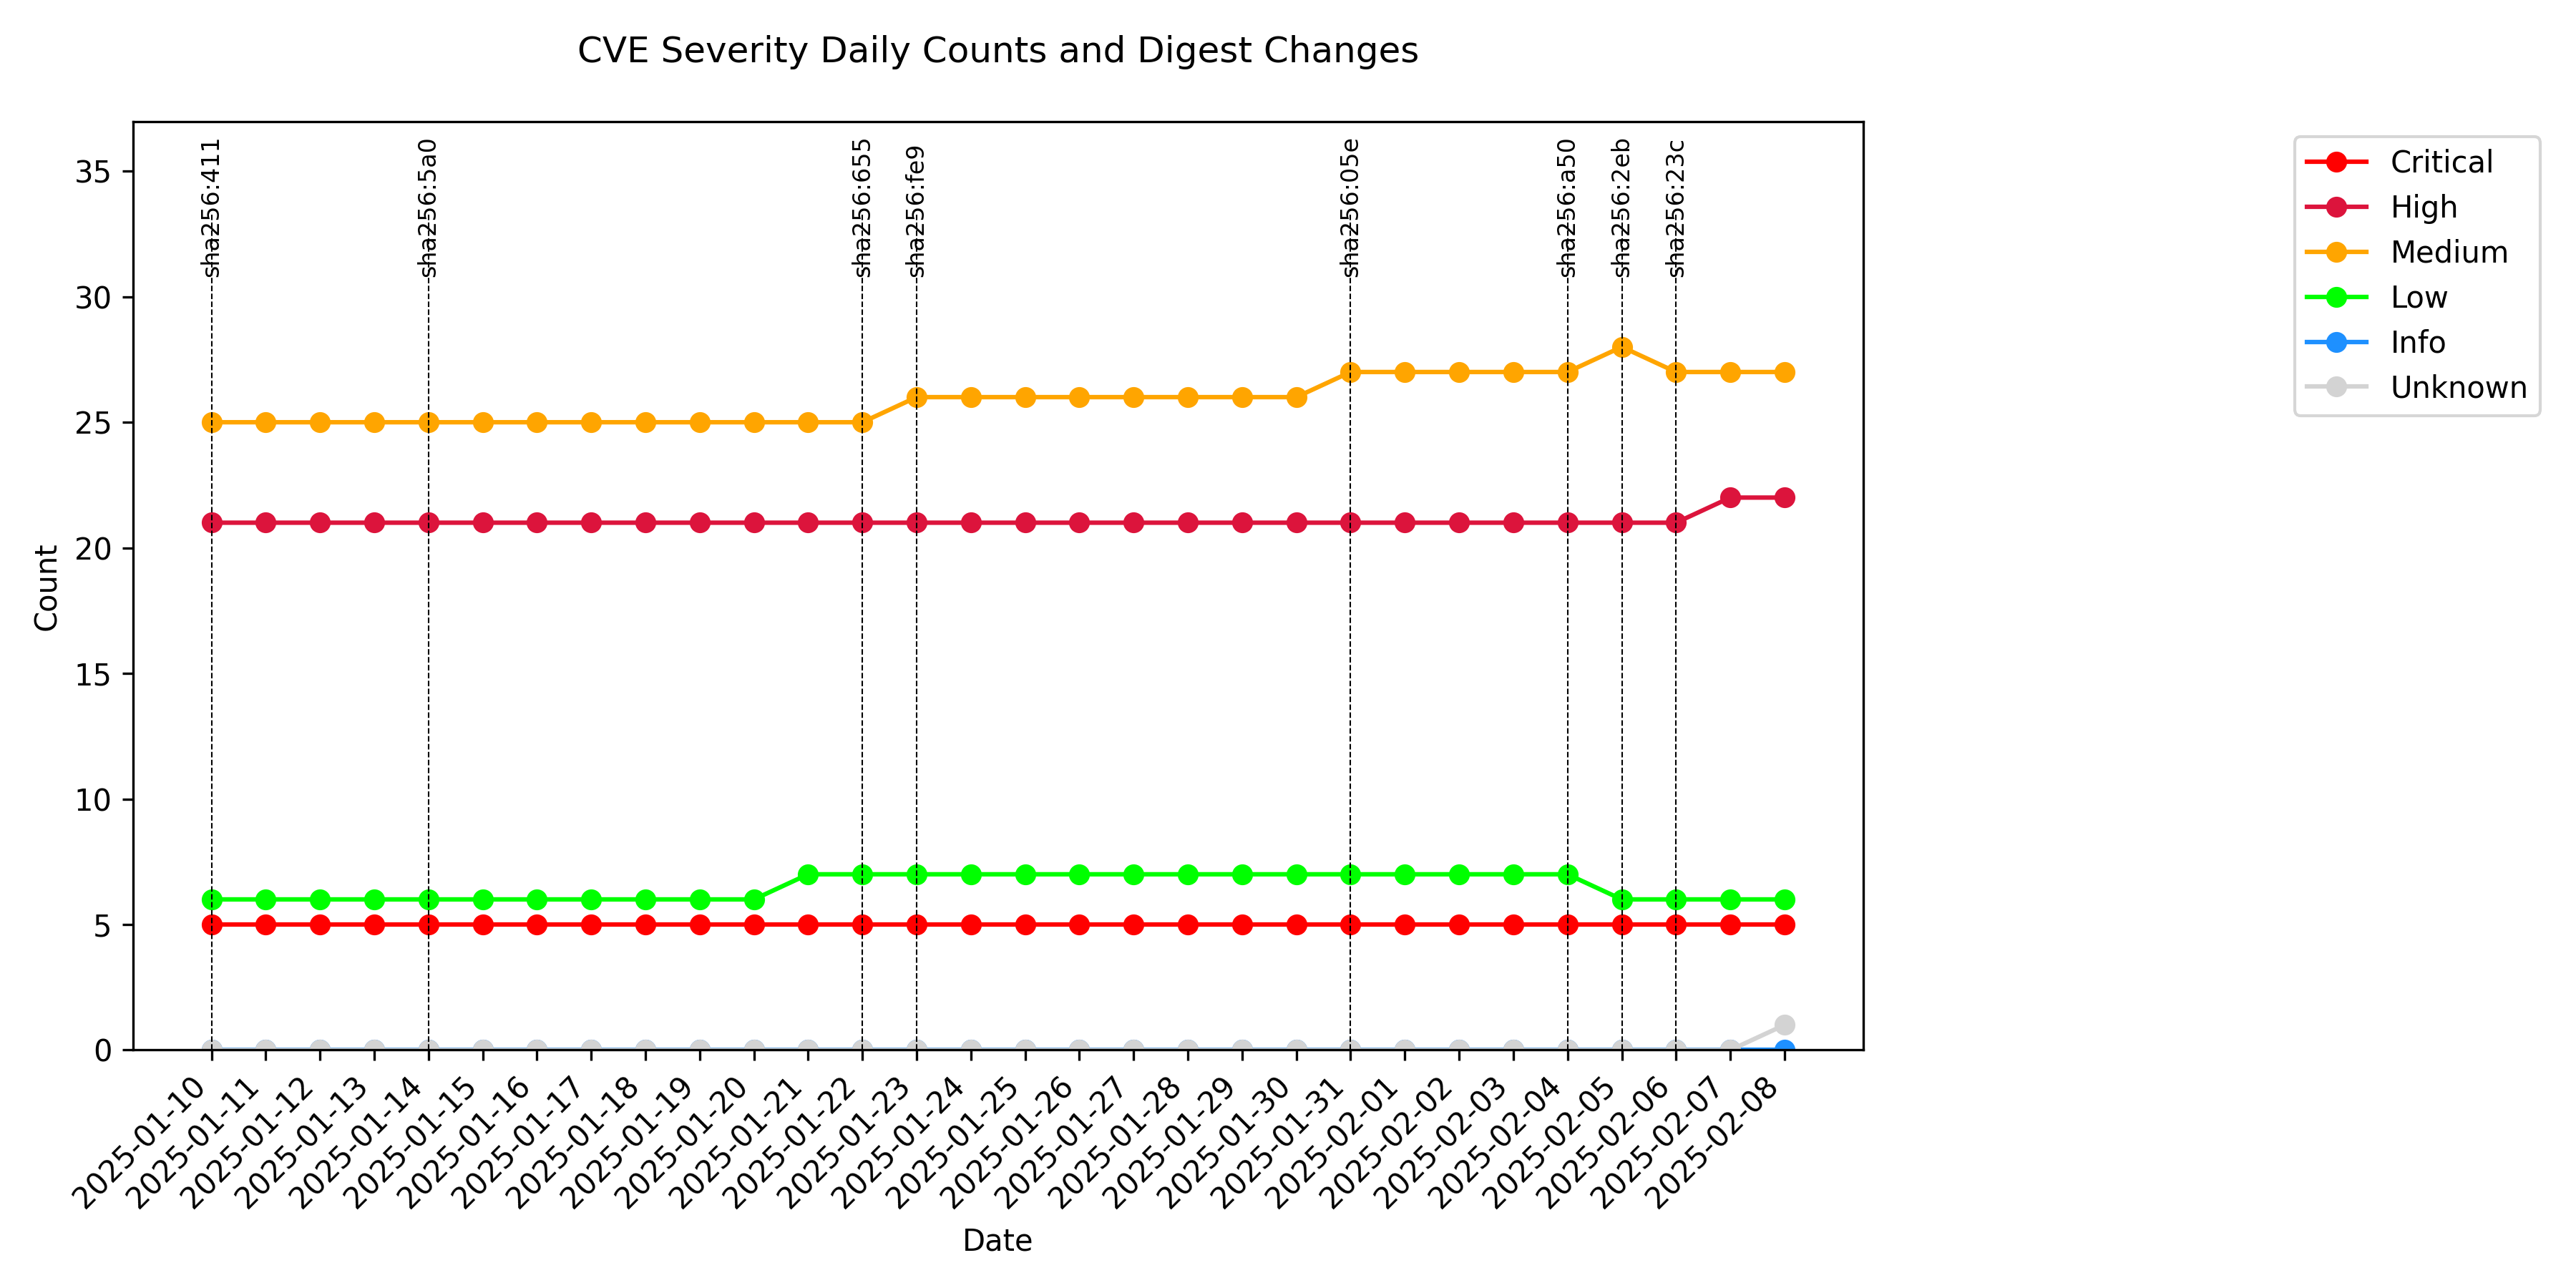 CVE Severity Daily Counts and Digest Changes
sha256:411
sha256:5a0
sha256:655
sha256:fe9
sha256:05e
sha256:a50
sha256:2eb
sha256:23c
Critical
High
Medium
Low
Info
Unknown
Count
35
30
25
20
15
10
5
0
2025-01-10
2025-01-11
2025-01-12
2025-01-13
2025-01-14
2025-01-15
2025-01-16
2025-01-17
2025-01-18
2025-01-19
2025-01-20
2025-01-21
2025-01-22
2025-01-23
2025-01-24
2025-01-25
2025-01-26
2025-01-27
2025-01-28
2025-01-29
2025-01-30
2025-01-31
2025-02-01
2025-02-02
2025-02-03
2025-02-04
2025-02-05
2025-02-06
2025-02-07
2025-02-08
Date